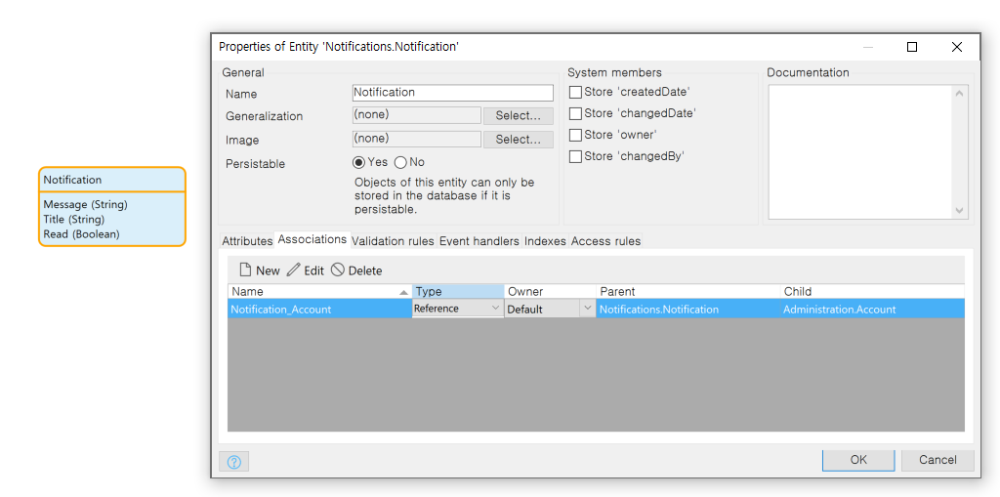 Properties of Entity 'Notifications.Notification'
General
Name
Notification
Generalization
(none)
Select...
Image
(none)
Select...
Persistable
Yes
No
Objects of this entity can only be
stored in the database if it is
persistable.
System members
Store 'createdDate'
Store 'changedDate'
Store 'owner'
Store 'changedBy'
Documentation
Notification
Message (String)
Title (String)
Read (Boolean)
Attributes Associations Validation rules Event handlers Indexes Access rules
New Edit Delete
Name Type Owner Parent Child
Notification_Account Reference Default Notifications.Notification Administration.Account
?
OK
Cancel